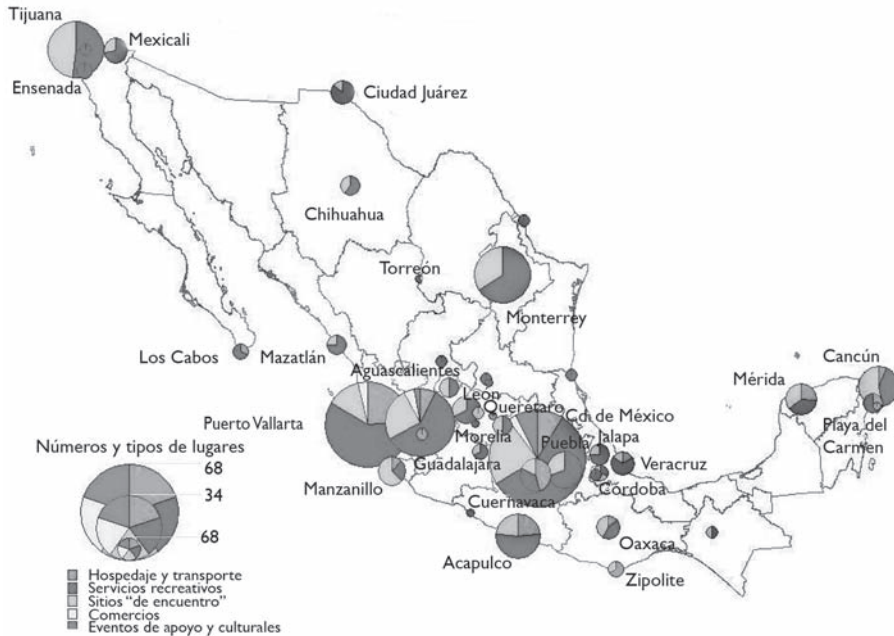 Tijuana
Mexicali
Ensenada
Ciudad Juárez
Chihuahua
Torreón
Monterrey
Los Cabos
Mazatlán
Aguascalientes
León
Querétaro
Cd. de México
Mérida
Cancún
Playa del
Carmen
Puerto Vallarta
Morelia
Puebla
Jalapa
Guadalajara
Veracruz
Manzanillo
Córdoba
Cuernavaca
Acapulco
Oaxaca
Zipolite
Números y tipos de lugares
68
34
68
Hospedaje y transporte
Servicios recreativos
Sitios “de encuentro”
Comercios
Eventos de apoyo y culturales